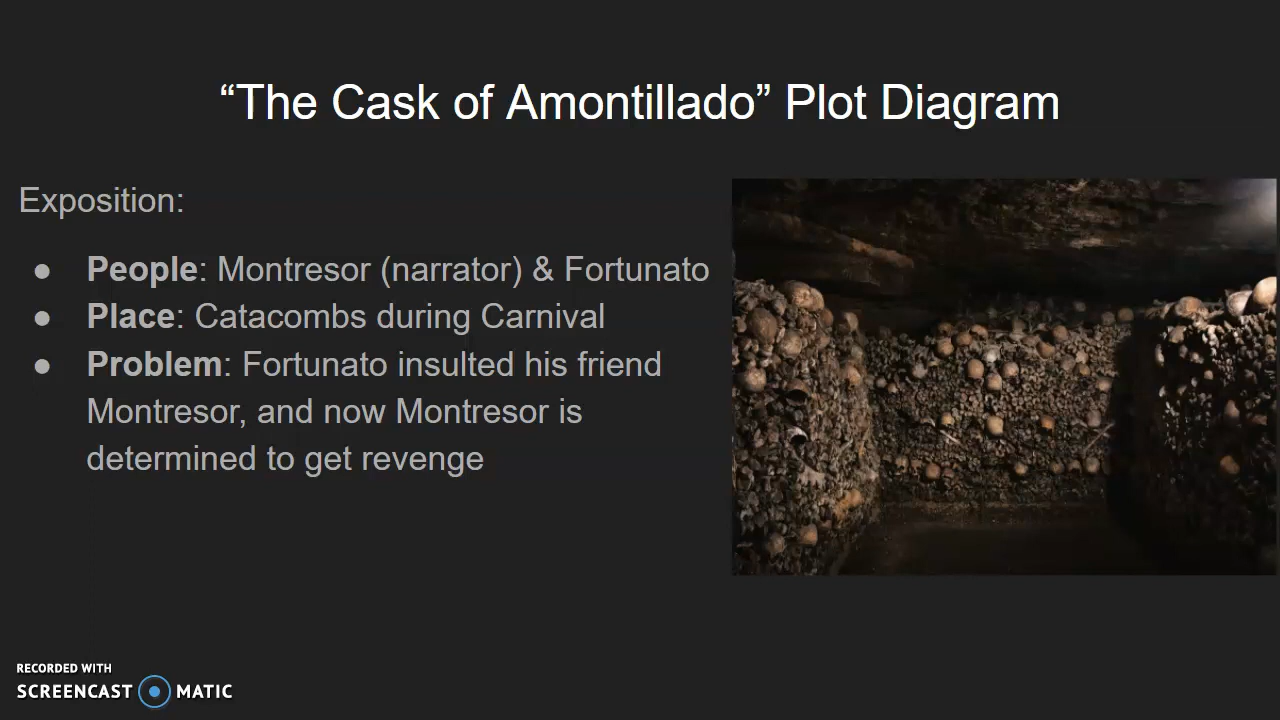 “The Cask of Amontillado” Plot Diagram
Exposition:
● People: Montresor (narrator) & Fortunato
● Place: Catacombs during Carnival
● Problem: Fortunato insulted his friend
Montresor, and now Montresor is
determined to get revenge
RECORDED WITH
SCREENCAST MATIC